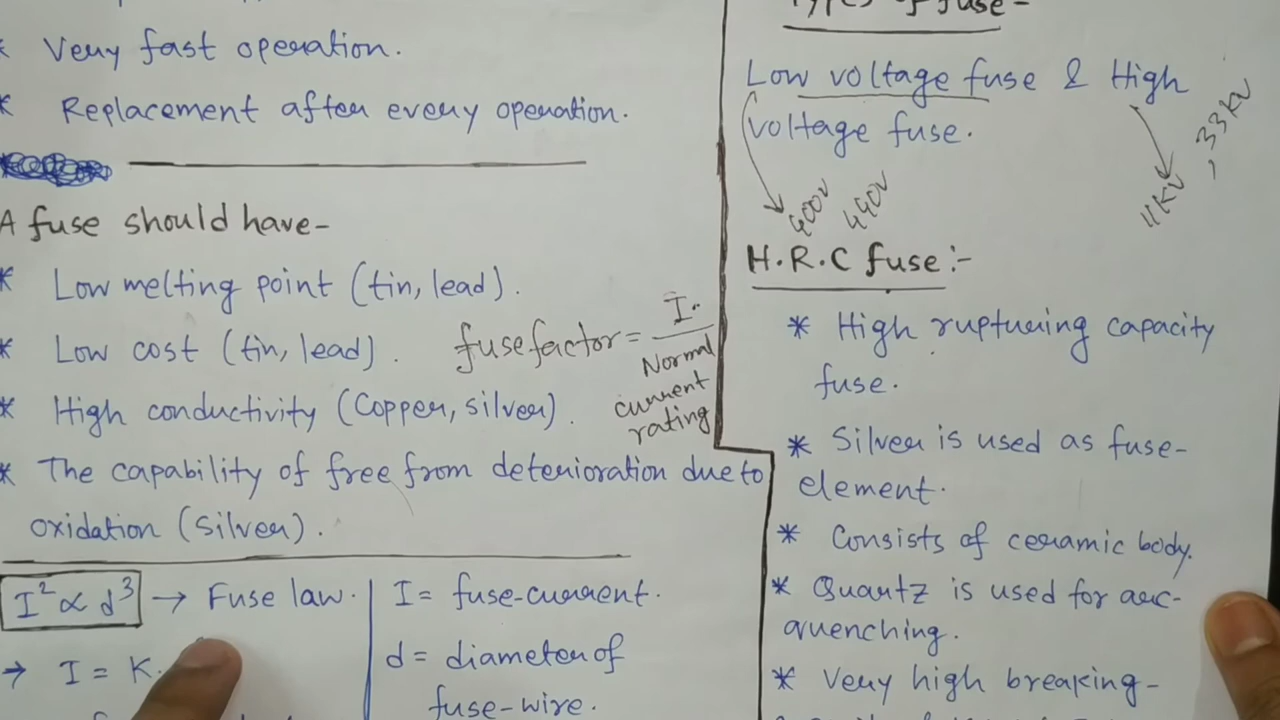 * Very fast operation.
* Replacement after every operation.
A fuse should have-
* Low melting point (tin, lead).
* Low cost (tin, lead).
fuse factor = I / Normal current rating
* High conductivity (Copper, silver).
* The capability of free from deterioration due to
oxidation (Silver).
I² ∝ d³ → Fuse law.
→ I = K.
I = fuse-current.
d = diameter of
fuse-wire.
Types of fuse-
Low voltage fuse & High
voltage fuse.
400V 440V
11KV, 33KV
H.R.C fuse:-
* High rupturing capacity
fuse.
* Silver is used as fuse-
element.
* Consists of ceramic body.
* Quartz is used for arc-
quenching.
* Very high breaking-